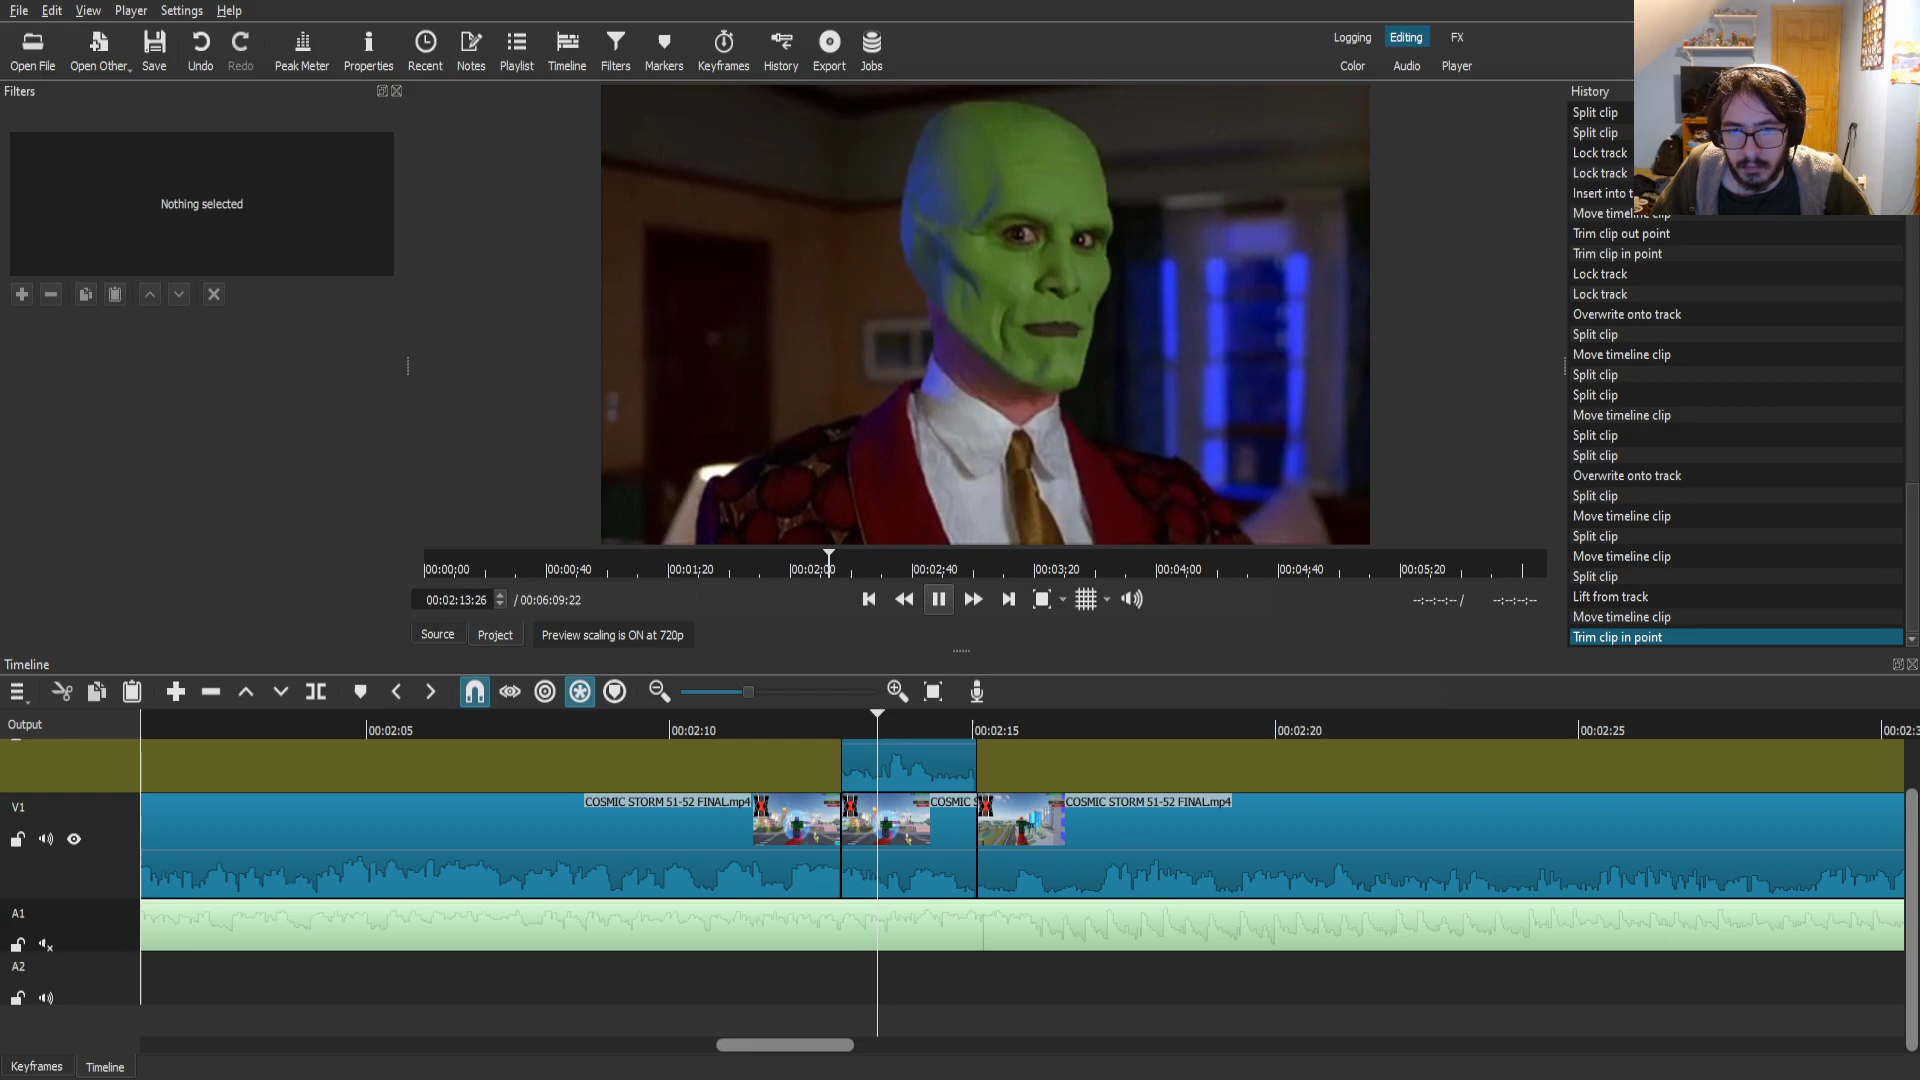 File Edit View Player Settings Help
Open File Open Other Save Undo Redo Peak Meter Properties Recent Notes Playlist Timeline Filters Markers Keyframes History Export Jobs
Logging Editing FX
Color Audio Player
Filters
Nothing selected
History
Split clip
Split clip
Lock track
Lock track
Insert into t
Move timeline clip
Trim clip out point
Trim clip in point
Lock track
Lock track
Overwrite onto track
Split clip
Move timeline clip
Split clip
Split clip
Move timeline clip
Split clip
Split clip
Overwrite onto track
Split clip
Move timeline clip
Split clip
Move timeline clip
Split clip
Lift from track
Move timeline clip
Trim clip in point
00:00;00 00:00;40 00:01;20 00:02;00 00:02;40 00:03;20 00:04;00 00:04;40 00:05;20
00:02:13:26 / 00:06:09:22
--:--:--:-- / --:--:--:--
Source Project Preview scaling is ON at 720p
Timeline
Output
00:02:05 00:02:10 00:02:15 00:02:20 00:02:25 00:02:3
V1
COSMIC STORM 51-52 FINAL.mp4 COSMIC S COSMIC STORM 51-52 FINAL.mp4
A1
A2
Keyframes Timeline